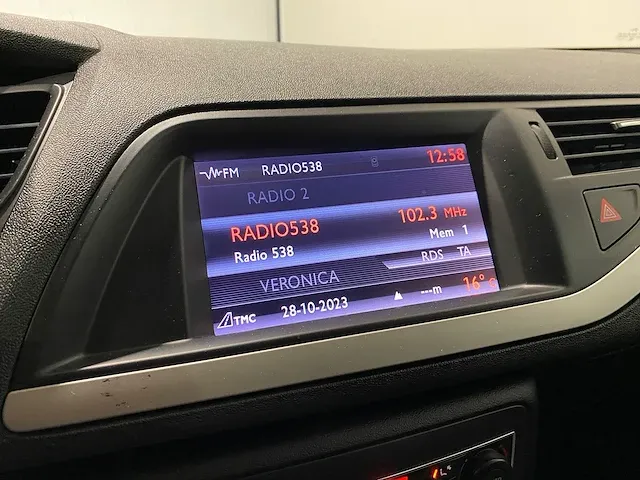 FM RADIO538 12:58
RADIO 2
RADIO538 102.3 MHz
Radio 538 Mem 1
RDS TA
VERONICA
TMC 28-10-2023 ---m 16°